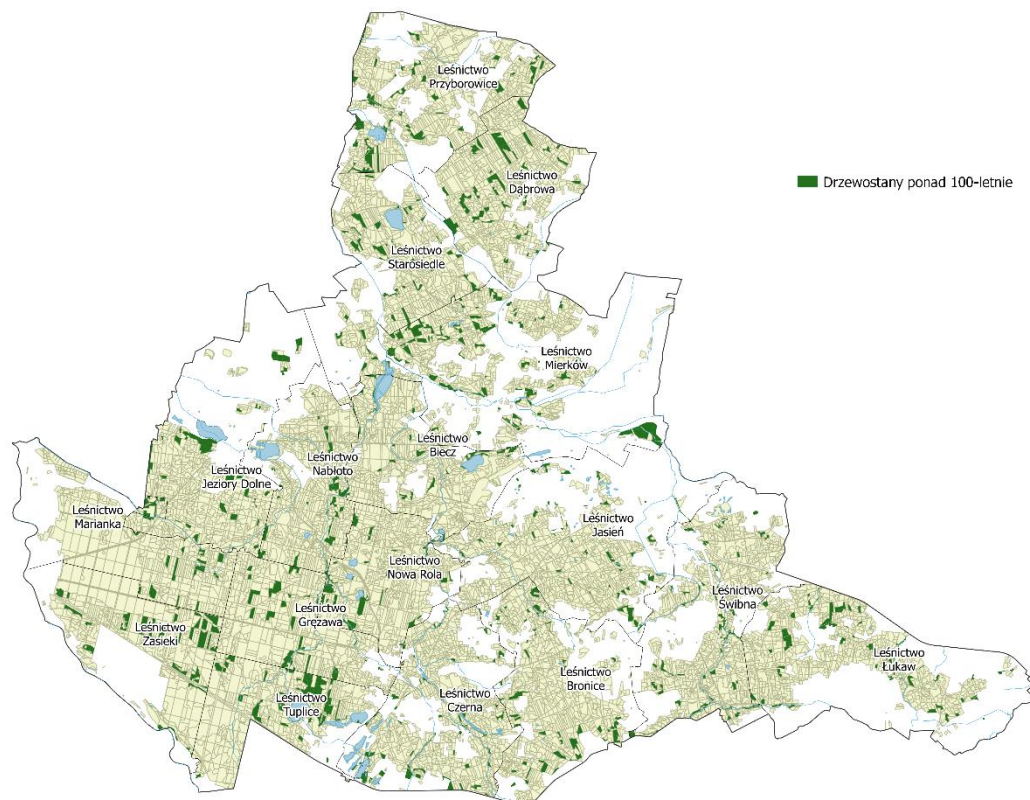 Leśnictwo
Przyborowice
Leśnictwo
Dąbrowa
Drzewostany ponad 100-letnie
Leśnictwo
Starosiedle
Leśnictwo
Mierków
Leśnictwo
Biecz
Leśnictwo
Nabłoto
Leśnictwo
Jeziory Dolne
Leśnictwo
Marianka
Leśnictwo
Jasień
Leśnictwo
Nowa Rola
Leśnictwo
Świbna
Leśnictwo
Gręzawa
Leśnictwo
Zasieki
Leśnictwo
Łukaw
Leśnictwo
Bronice
Leśnictwo
Tuplice
Leśnictwo
Czerna